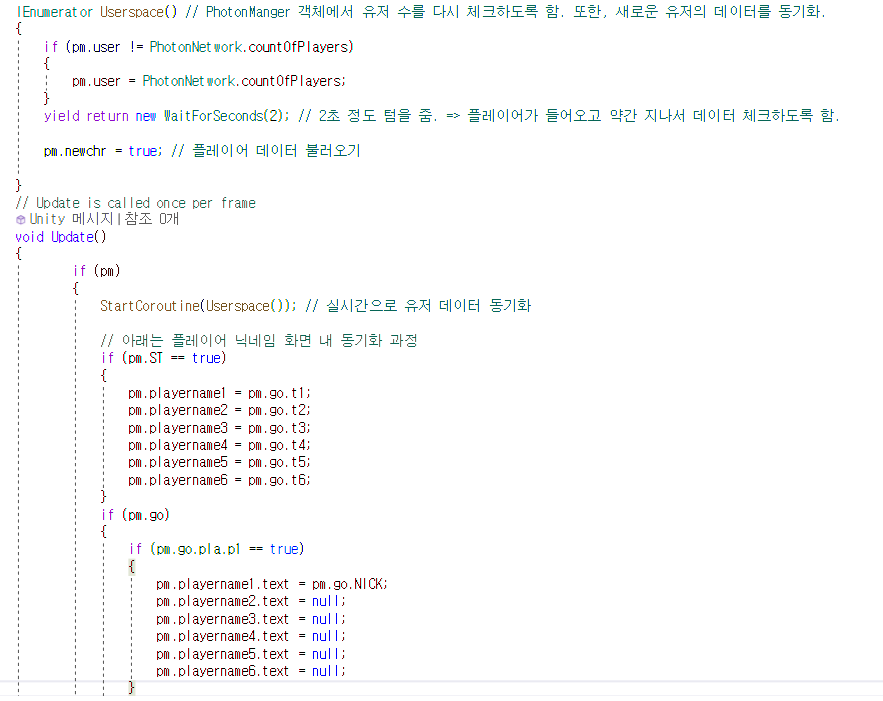 IEnumerator Userspace() // PhotonManger 객체에서 유저 수를 다시 체크하도록 함. 또한, 새로운 유저의 데이터를 동기화.
{
if (pm.user != PhotonNetwork.countOfPlayers)
{
pm.user = PhotonNetwork.countOfPlayers;
}
yield return new WaitForSeconds(2); // 2초 정도 텀을 줌. => 플레이어가 들어오고 약간 지나서 데이터 체크하도록 함.
pm.newchr = true; // 플레이어 데이터 불러오기
}
// Update is called once per frame
Unity 메시지 | 참조 0개
void Update()
{
if (pm)
{
StartCoroutine(Userspace()); // 실시간으로 유저 데이터 동기화
// 아래는 플레이어 닉네임 화면 내 동기화 과정
if (pm.ST == true)
{
pm.playername1 = pm.go.t1;
pm.playername2 = pm.go.t2;
pm.playername3 = pm.go.t3;
pm.playername4 = pm.go.t4;
pm.playername5 = pm.go.t5;
pm.playername6 = pm.go.t6;
}
if (pm.go)
{
if (pm.go.pla.p1 == true)
{
pm.playername1.text = pm.go.NICK;
pm.playername2.text = null;
pm.playername3.text = null;
pm.playername4.text = null;
pm.playername5.text = null;
pm.playername6.text = null;
}